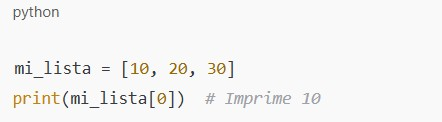 python
mi_lista = [10, 20, 30]
print(mi_lista[0])  # Imprime 10